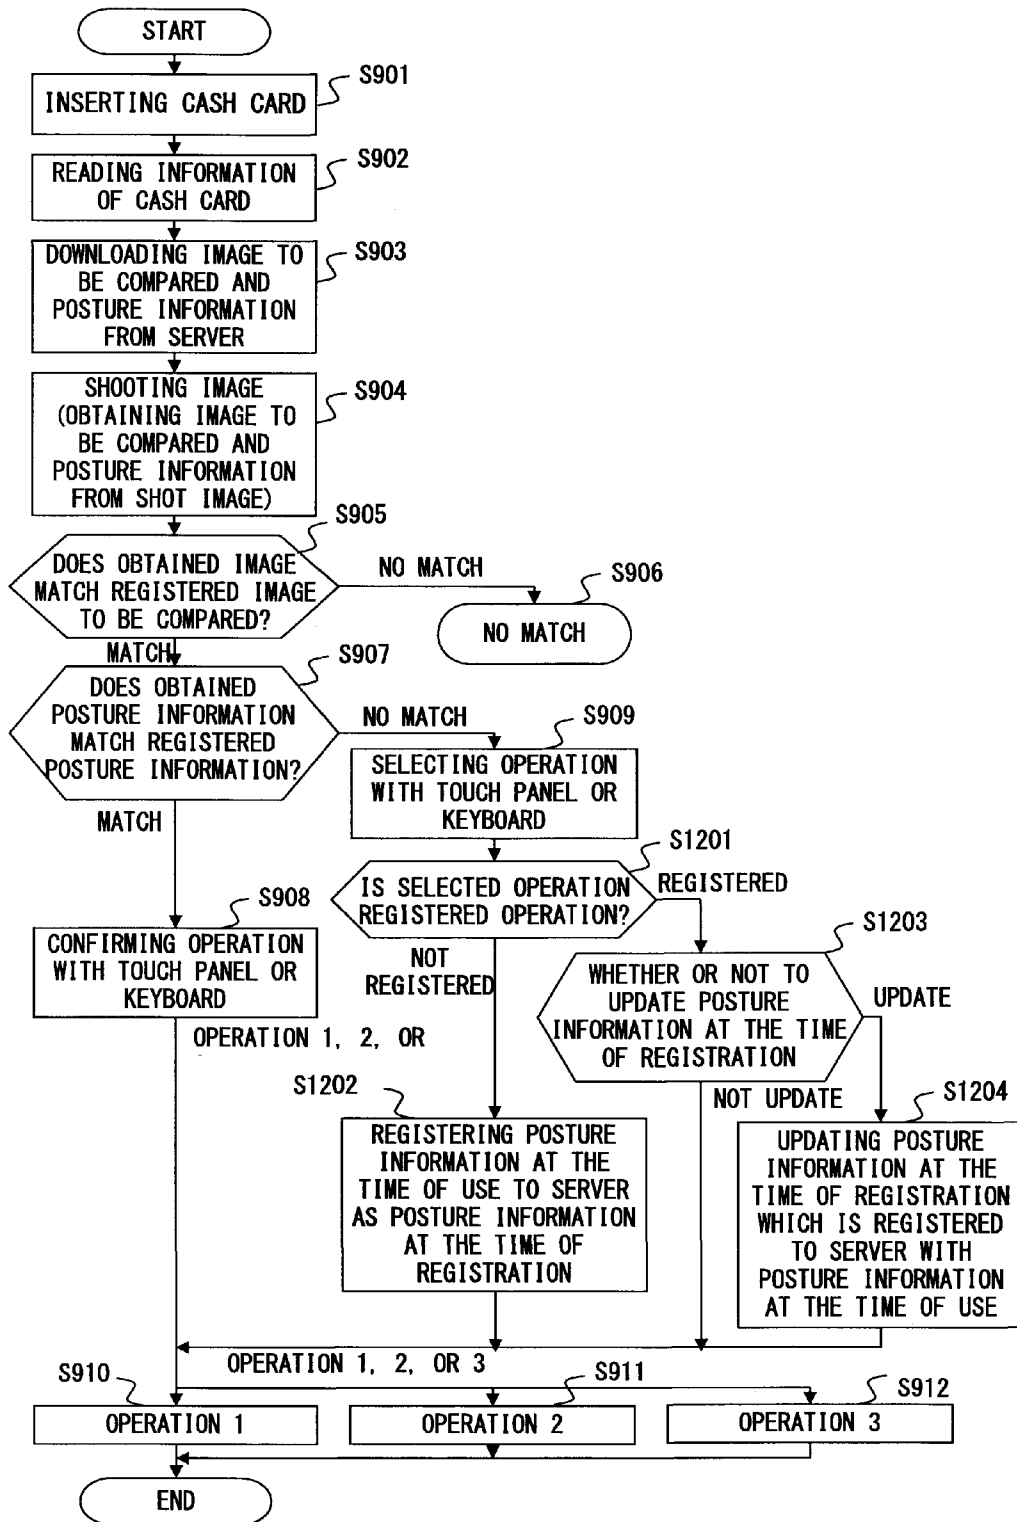 START
S901
INSERTING CASH CARD
S902
READING INFORMATION
OF CASH CARD
S903
DOWNLOADING IMAGE TO
BE COMPARED AND
POSTURE INFORMATION
FROM SERVER
S904
SHOOTING IMAGE
(OBTAINING IMAGE TO
BE COMPARED AND
POSTURE INFORMATION
FROM SHOT IMAGE)
S905
DOES OBTAINED IMAGE
MATCH REGISTERED IMAGE
TO BE COMPARED?
NO MATCH
S906
NO MATCH
MATCH
S907
DOES OBTAINED
POSTURE INFORMATION
MATCH REGISTERED
POSTURE INFORMATION?
NO MATCH
S909
SELECTING OPERATION
WITH TOUCH PANEL OR
KEYBOARD
MATCH
S1201
IS SELECTED OPERATION
REGISTERED OPERATION?
REGISTERED
S908
CONFIRMING OPERATION
WITH TOUCH PANEL OR
KEYBOARD
NOT
REGISTERED
S1203
WHETHER OR NOT TO
UPDATE POSTURE
INFORMATION AT THE TIME
OF REGISTRATION
UPDATE
OPERATION 1, 2, OR
NOT UPDATE
S1202
REGISTERING POSTURE
INFORMATION AT THE
TIME OF USE TO SERVER
AS POSTURE INFORMATION
AT THE TIME OF
REGISTRATION
S1204
UPDATING POSTURE
INFORMATION AT THE
TIME OF REGISTRATION
WHICH IS REGISTERED
TO SERVER WITH
POSTURE INFORMATION
AT THE TIME OF USE
OPERATION 1, 2, OR 3
S910
OPERATION 1
S911
OPERATION 2
S912
OPERATION 3
END